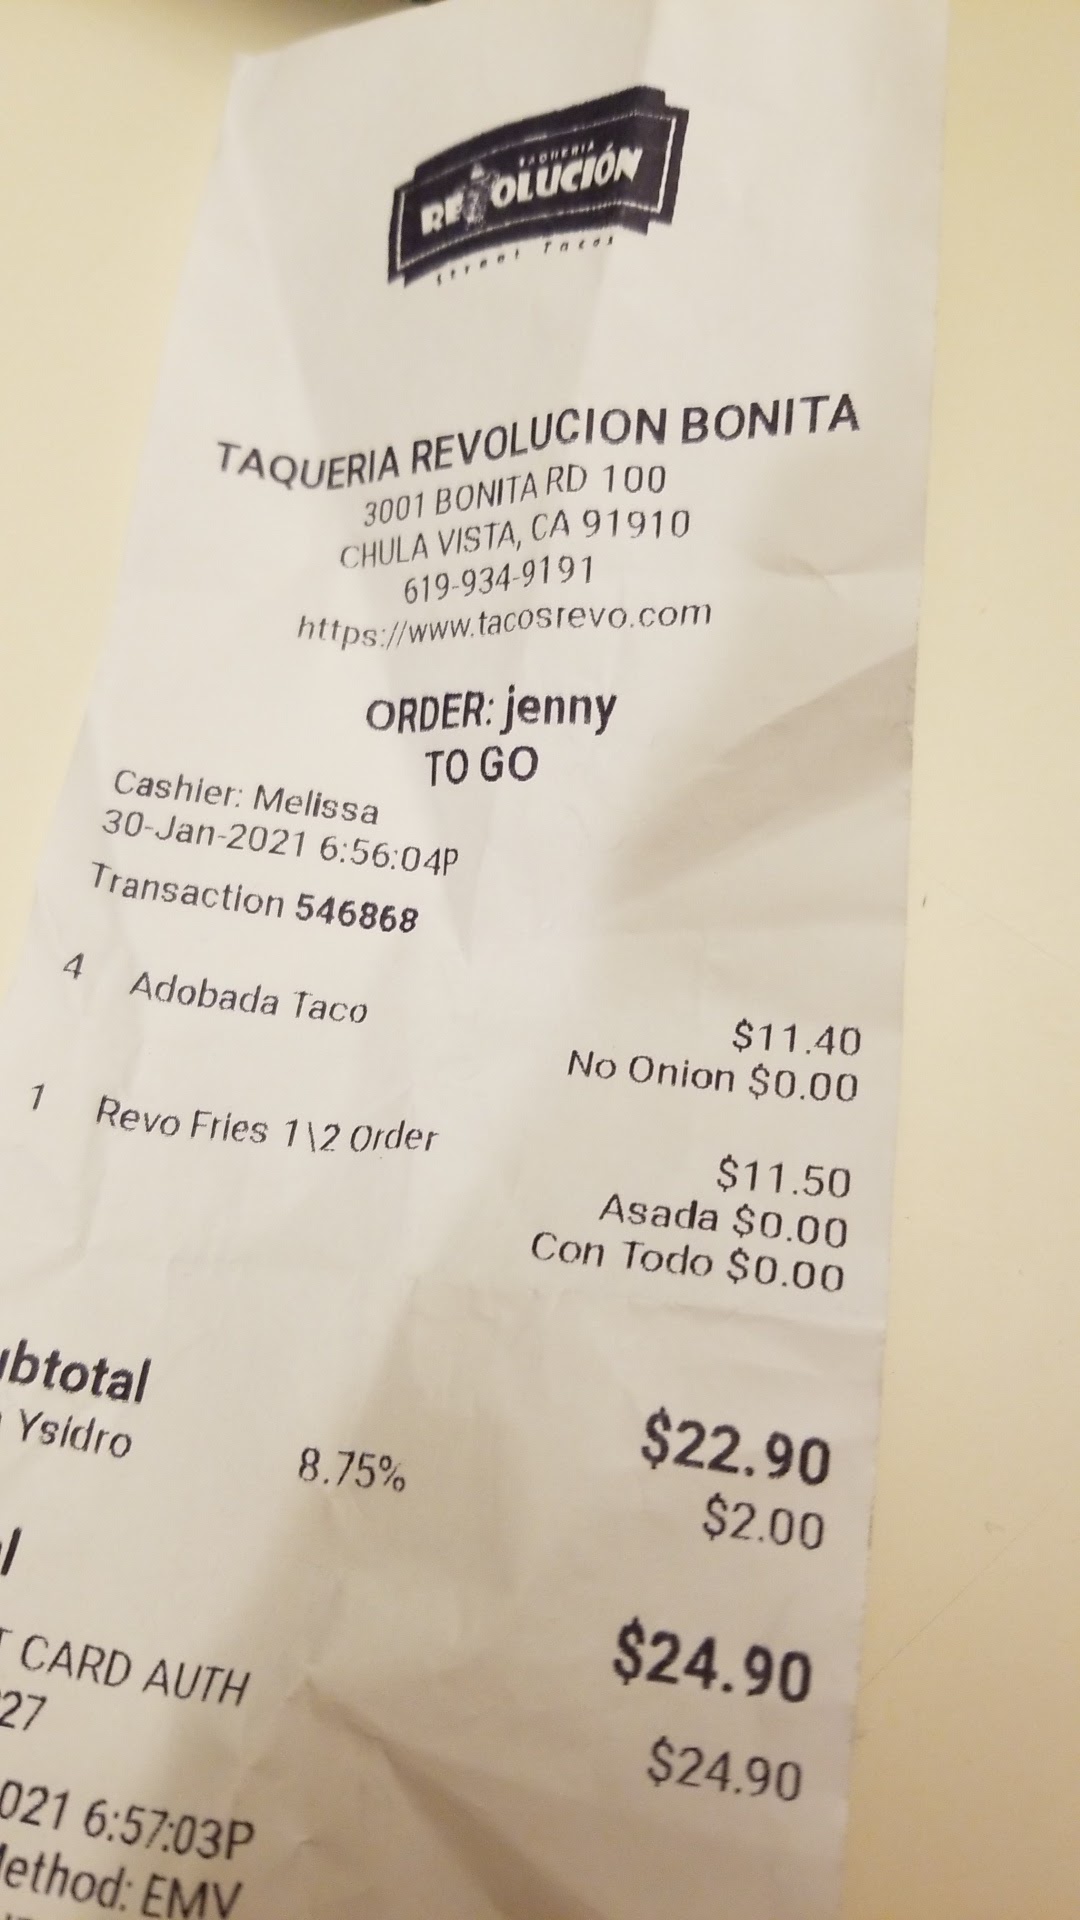 TAQUERIA
REVOLUCIÓN
Street Tacos
TAQUERIA REVOLUCION BONITA
3001 BONITA RD 100
CHULA VISTA, CA 91910
619-934-9191
https://www.tacosrevo.com
ORDER: jenny
TO GO
Cashier: Melissa
30-Jan-2021 6:56:04P
Transaction 546868
4 Adobada Taco
$11.40
No Onion $0.00
1 Revo Fries 1\2 Order
$11.50
Asada $0.00
Con Todo $0.00
ubtotal $22.90
Ysidro 8.75% $2.00
l $24.90
T CARD AUTH $24.90
27
021 6:57:03P
Method: EMV